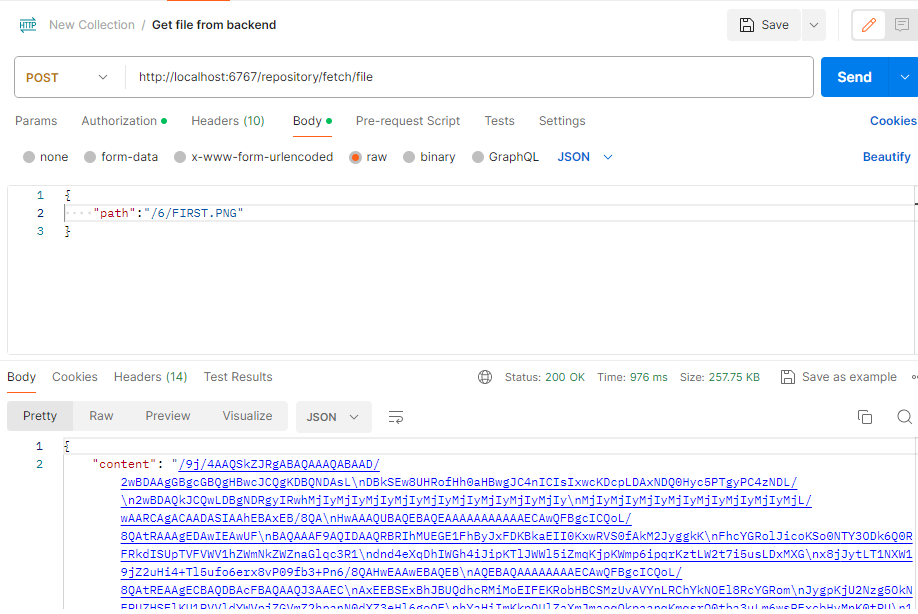 HTTP New Collection / Get file from backend Save
POST http://localhost:6767/repository/fetch/file Send
Params Authorization Headers (10) Body Pre-request Script Tests Settings Cookies
none form-data x-www-form-urlencoded raw binary GraphQL JSON Beautify
1 {
2 "path":"/6/FIRST.PNG"
3 }
Body Cookies Headers (14) Test Results Status: 200 OK Time: 976 ms Size: 257.75 KB Save as example
Pretty Raw Preview Visualize JSON
1 {
2 "content": "/9j/4AAQSkZJRgABAQAAAQABAAD/
2wBDAAgGBgcGBQgHBwcJCQgKDBQNDAsL\nDBkSEw8UHRofHh0aHBwgJC4nICIsIxwcKDcpLDAxNDQ0Hyc5PTgyPC4zNDL/
\n2wBDAQkJCQwLDBgNDRgyIRwhMjIyMjIyMjIyMjIyMjIyMjIyMjIyMjIy\nMjIyMjIyMjIyMjIyMjIyMjIyMjIyMjL/
wAARCAgACAADASIAAhEBAxEB/8QA\nHwAAAQUBAQEBAQEAAAAAAAAAAAECAwQFBgcICQoL/
8QAtRAAAgEDAwIEAwUF\nBAQAAAF9AQIDAAQRBRIhMUEGE1FhByJxFDKBkaEII0KxwRVS0fAkM2JyggkK\nFhcYGRolJicoKSo0NTY3ODk6Q0R
FRkdISUpTVFVWV1hZWmNkZWZnaGlqc3R1\ndnd4eXqDhIWGh4iJipKTlJWWl5iZmqKjpKWmp6ipqrKztLW2t7i5usLDxMXG\nx8jJytLT1NXW1
9jZ2uHi4+Tl5ufo6erx8vP09fb3+Pn6/8QAHwEAAwEBAQEB\nAQEBAQAAAAAAAAECAwQFBgcICQoL/
8QAtREAAgECBAQDBAcFBAQAAQJ3AAEC\nAxEEBSExBhJBUQdhcRMiMoEIFEKRobHBCSMzUvAVYnLRChYkNOEl8RcYGRom\nJygpKjU2Nzg5OkN